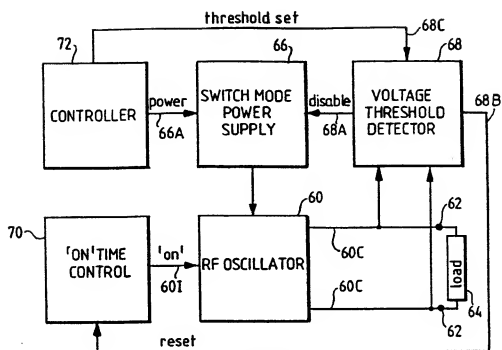 threshold set
68C
72
66
68
CONTROLLER
power
66A
SWITCH MODE
POWER
SUPPLY
disable
68A
VOLTAGE
THRESHOLD
DETECTOR
68B
70
'ON' TIME
CONTROL
'on'
60I
60
RF OSCILLATOR
60C
60C
62
load
64
62
reset